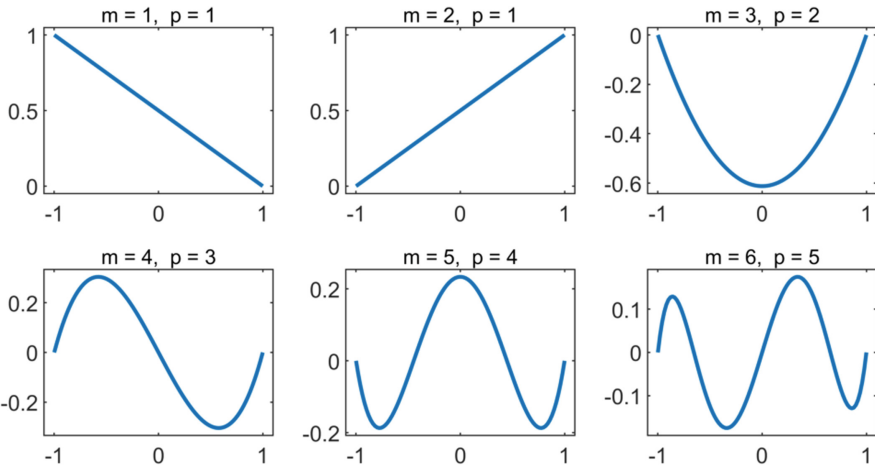 m = 1, p = 1
1
0.5
0
-1 0 1
m = 2, p = 1
1
0.5
0
-1 0 1
m = 3, p = 2
0
-0.2
-0.4
-0.6
-1 0 1
m = 4, p = 3
0.2
0
-0.2
-1 0 1
m = 5, p = 4
0.2
0
-0.2
-1 0 1
m = 6, p = 5
0.1
0
-0.1
-1 0 1